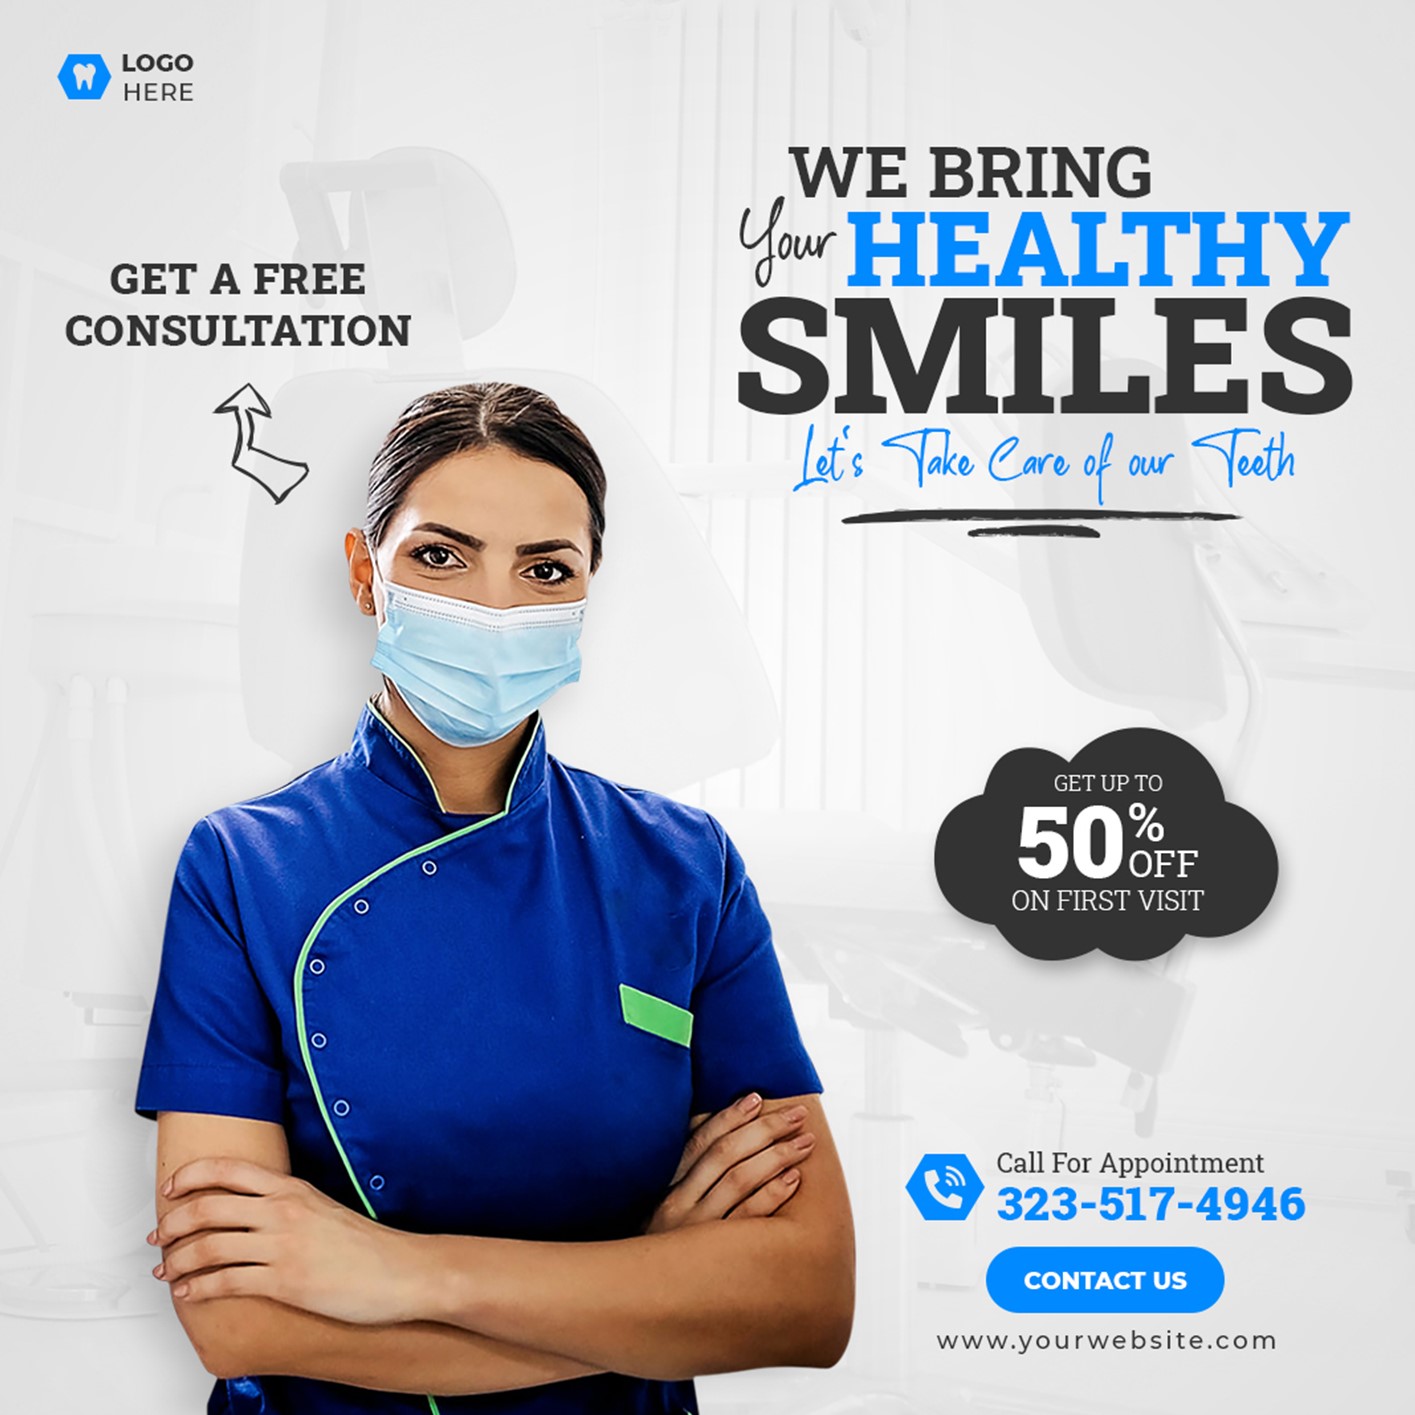 LOGO
HERE
WE BRING
Your HEALTHY
SMILES
Let's Take Care of our Teeth
GET A FREE
CONSULTATION
GET UP TO
50% OFF
ON FIRST VISIT
Call For Appointment
323-517-4946
CONTACT US
www.yourwebsite.com